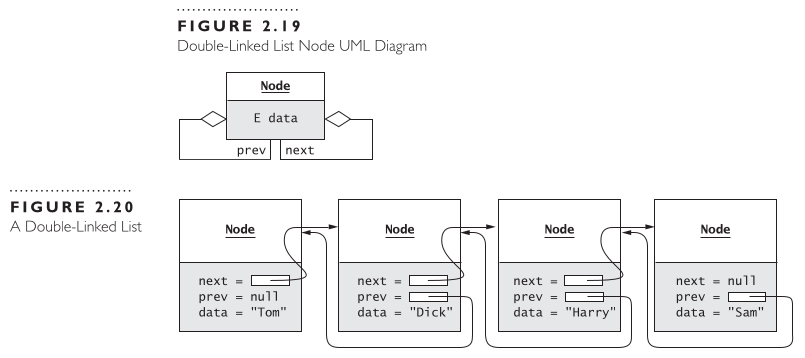 FIGURE 2.19
Double-Linked List Node UML Diagram
Node
E data
prev next
FIGURE 2.20
A Double-Linked List
Node
next =
prev = null
data = "Tom"
Node
next =
prev =
data = "Dick"
Node
next =
prev =
data = "Harry"
Node
next = null
prev =
data = "Sam"